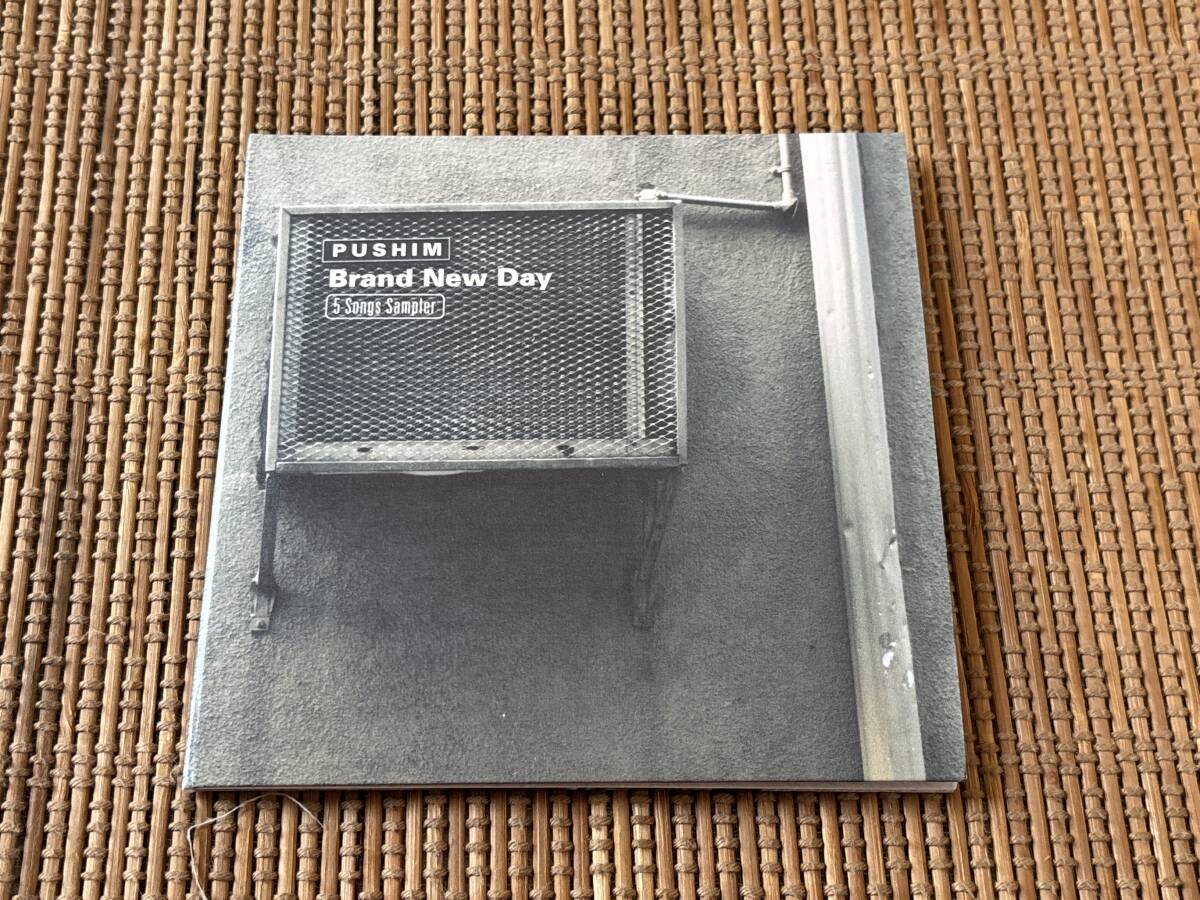 PUSHIM
Brand New Day
5 Songs Sampler